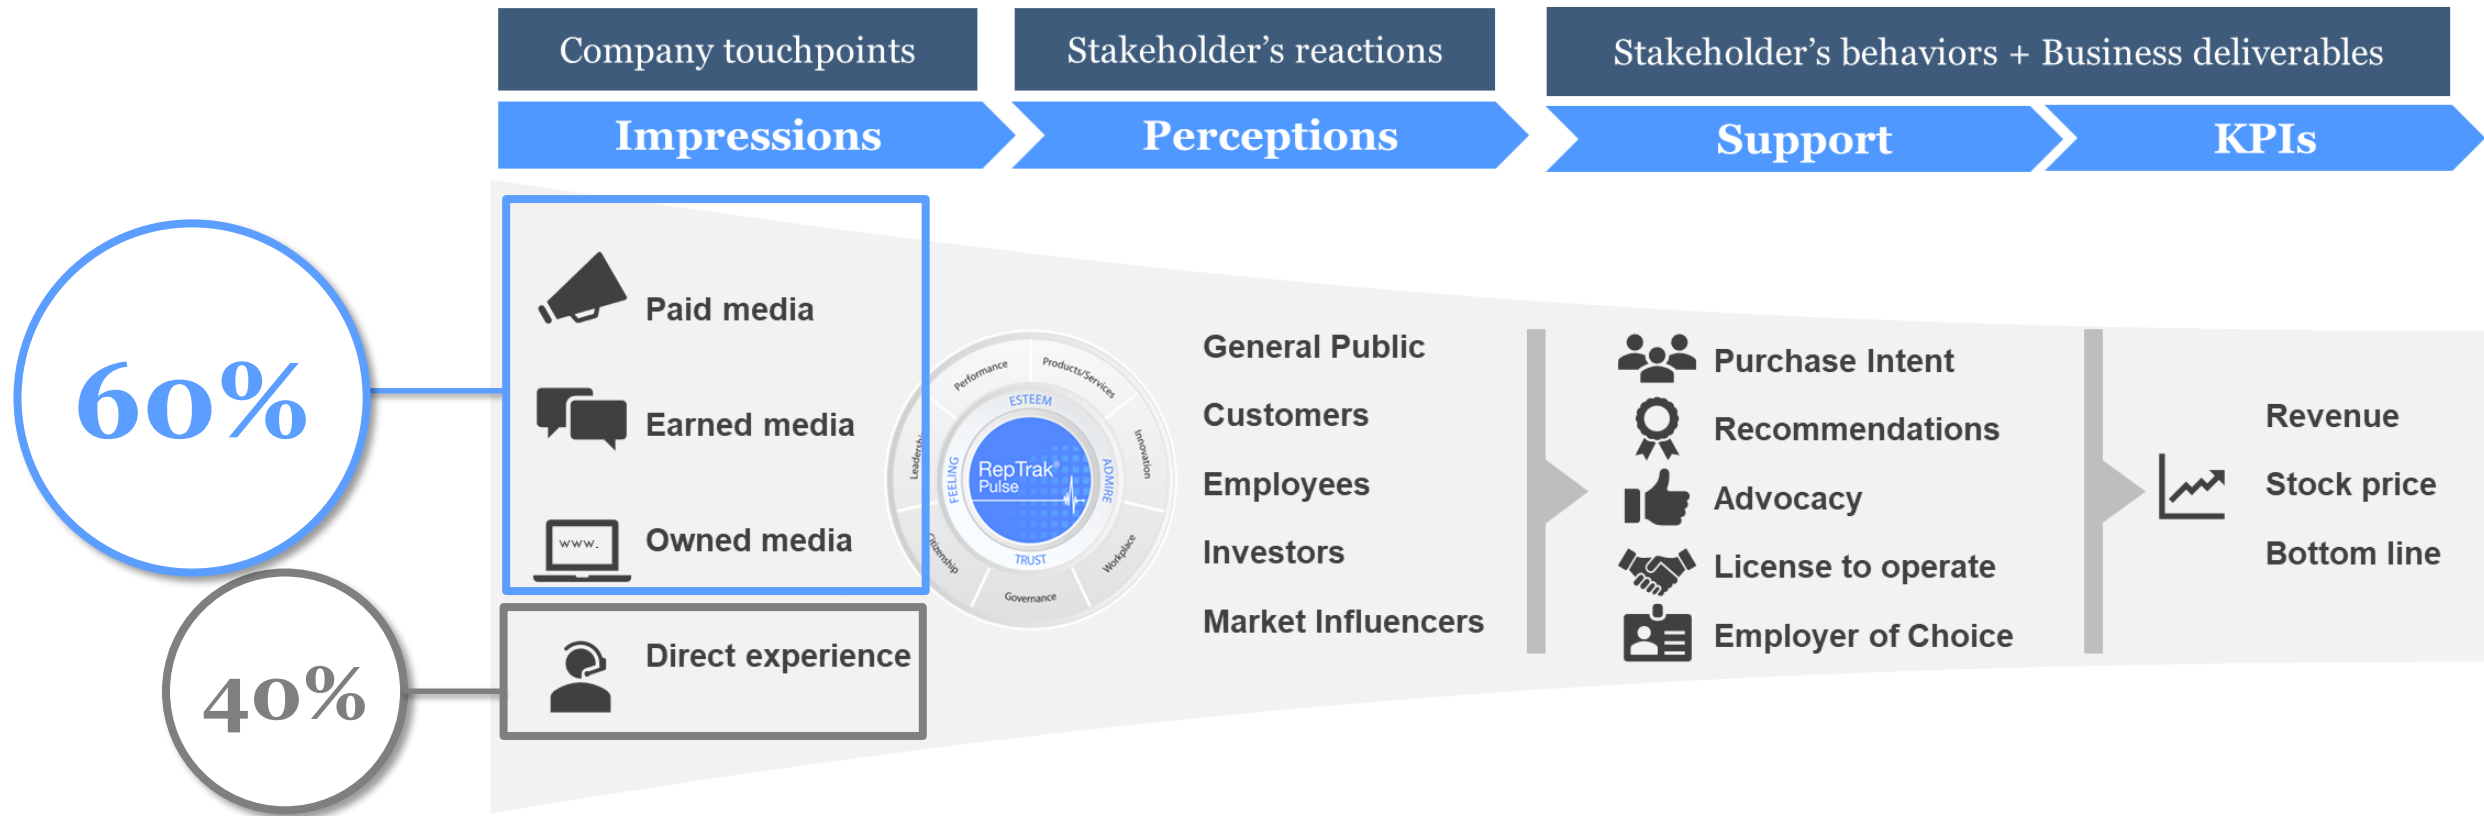 Company touchpoints
Stakeholder's reactions
Stakeholder's behaviors + Business deliverables
Impressions
Perceptions
Support
KPIs
60%
40%
Paid media
Earned media
www.
Owned media
Direct experience
Performance
Products/Services
Innovation
Workplace
Governance
Citizenship
ESTEEM
ADMIRE
TRUST
FEELING
RepTrak®
Pulse
General Public
Customers
Employees
Investors
Market Influencers
Purchase Intent
Recommendations
Advocacy
License to operate
Employer of Choice
Revenue
Stock price
Bottom line